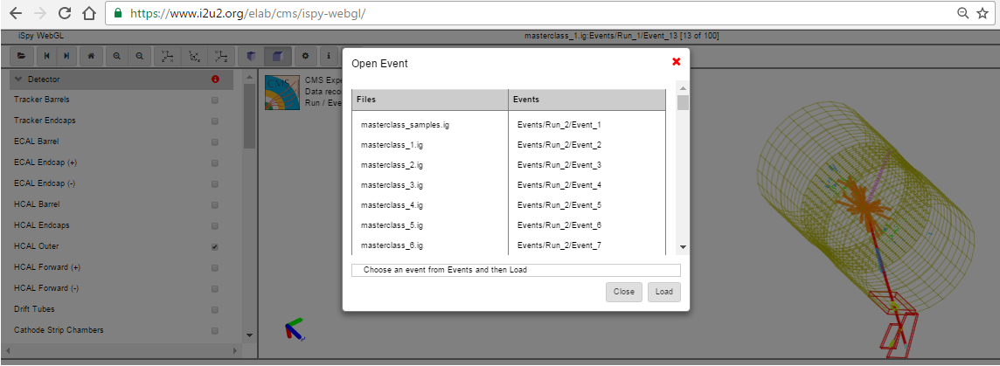 https://www.i2u2.org/elab/cms/ispy-webgl/
iSpy WebGL
masterclass_1.ig:Events/Run_1/Event_13 [13 of 100]
Detector
Tracker Barrels
Tracker Endcaps
ECAL Barrel
ECAL Endcap (+)
ECAL Endcap (-)
HCAL Barrel
HCAL Endcaps
HCAL Outer
HCAL Forward (+)
HCAL Forward (-)
Drift Tubes
Cathode Strip Chambers
CMS
CMS Expe
Data reco
Run / Eve
Open Event
Files Events
masterclass_samples.ig Events/Run_2/Event_1
masterclass_1.ig Events/Run_2/Event_2
masterclass_2.ig Events/Run_2/Event_3
masterclass_3.ig Events/Run_2/Event_4
masterclass_4.ig Events/Run_2/Event_5
masterclass_5.ig Events/Run_2/Event_6
masterclass_6.ig Events/Run_2/Event_7
Choose an event from Events and then Load
Close Load